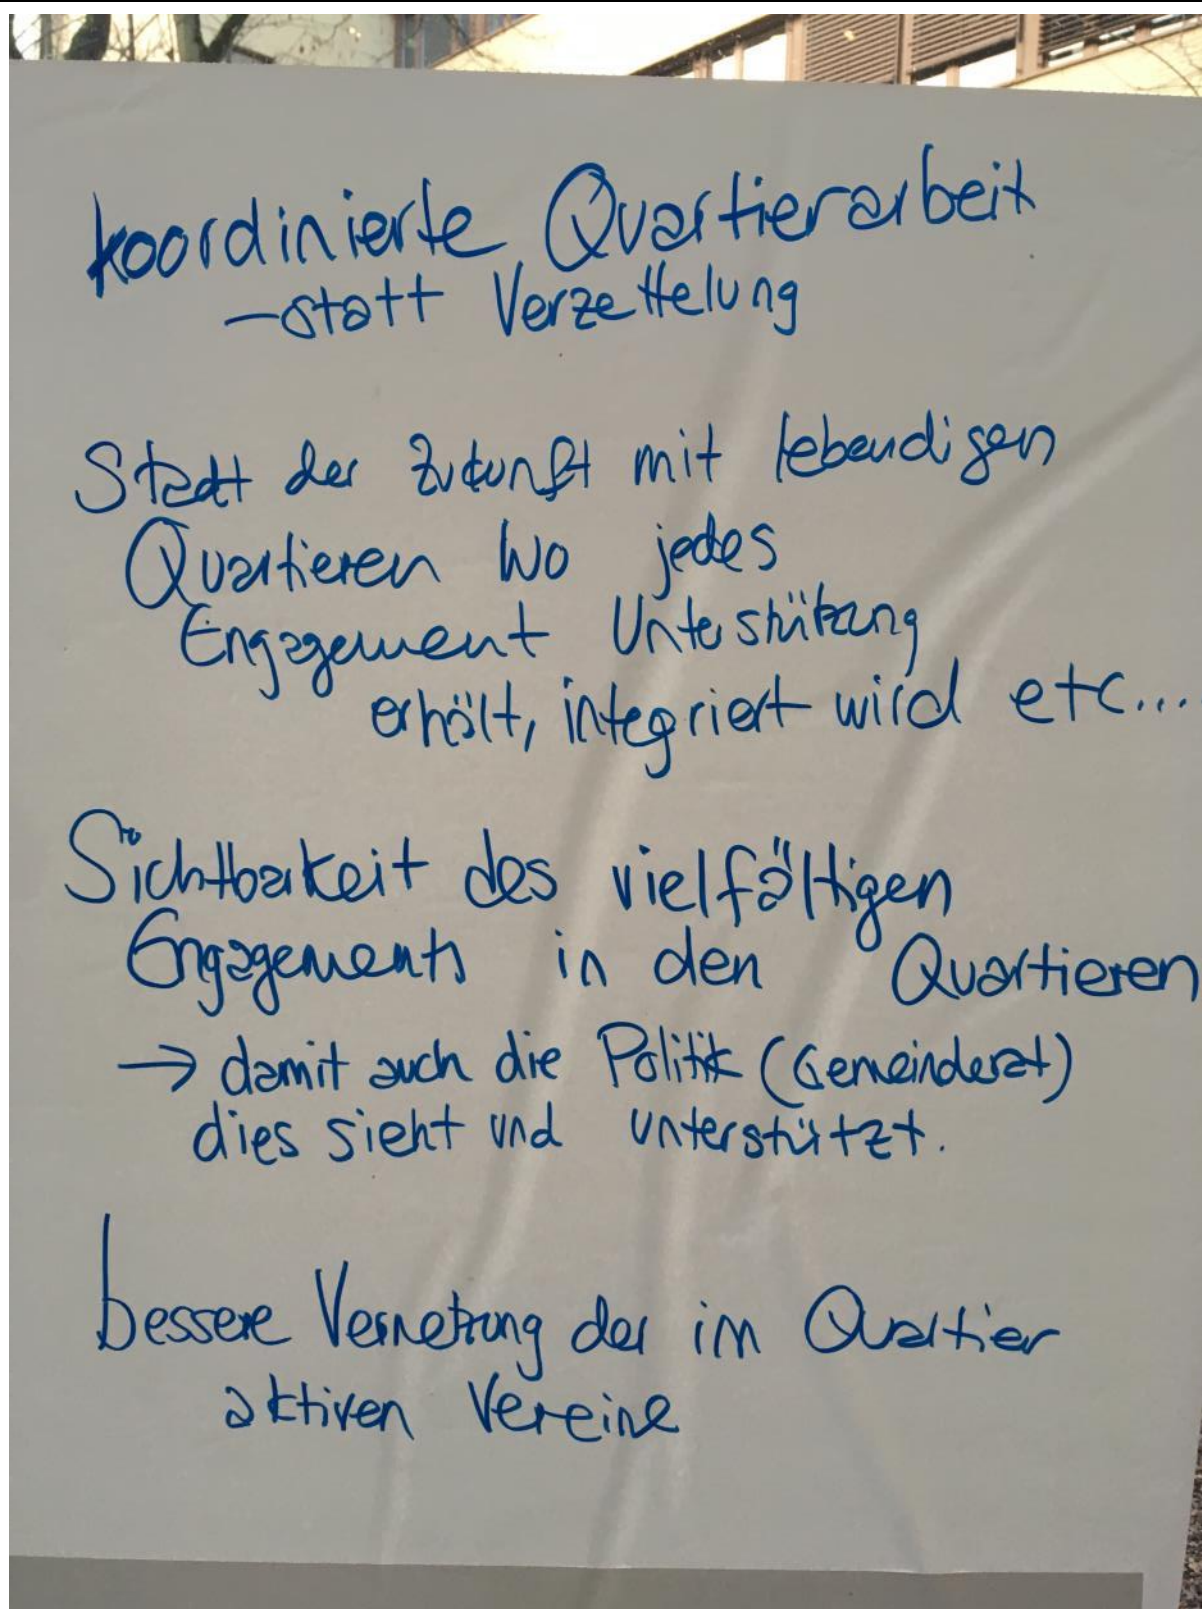 koordinierte Quartierarbeit
– statt Verzettelung
Stadt der Zukunft mit lebendigen
Quartieren wo jedes
Engagement Unterstützung
erhält, integriert wird etc...
Sichtbarkeit des vielfältigen
Engagements in den Quartieren
→ damit auch die Politik (Gemeinderat)
dies sieht und unterstützt.
bessere Vernetzung der im Quartier
aktiven Vereine